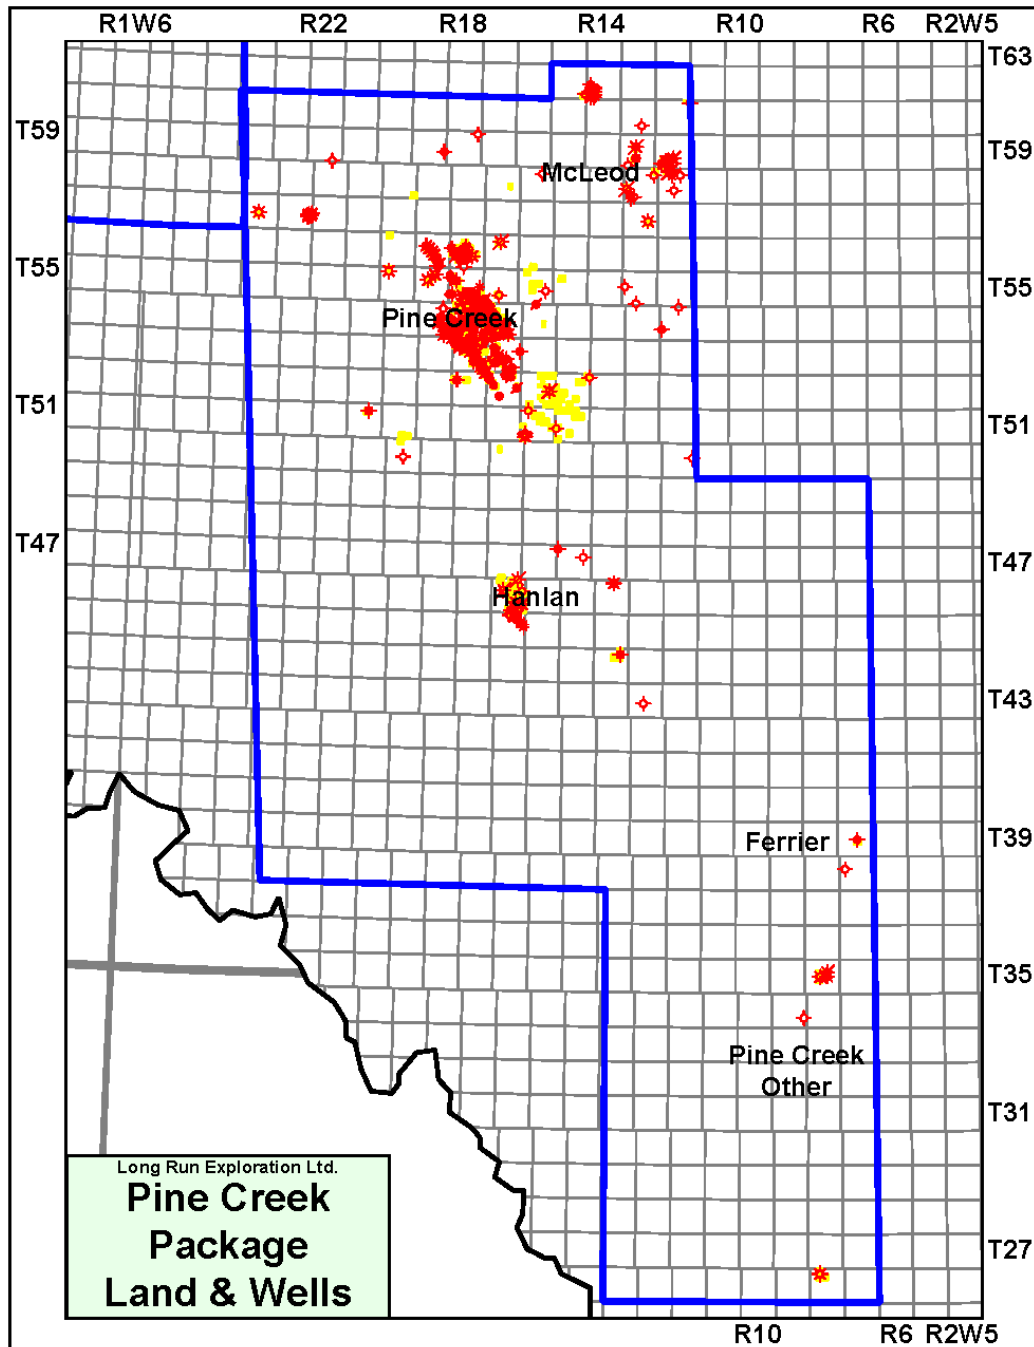 R1W6 R22 R18 R14 R10 R6 R2W5
T63
T59 T59
McLeod
T55 T55
Pine Creek
T51 T51
T47 T47
Hanlan
T43
T39
Ferrier
T35
Pine Creek
Other
T31
Long Run Exploration Ltd.
Pine Creek
Package
Land & Wells
T27
R10 R6 R2W5